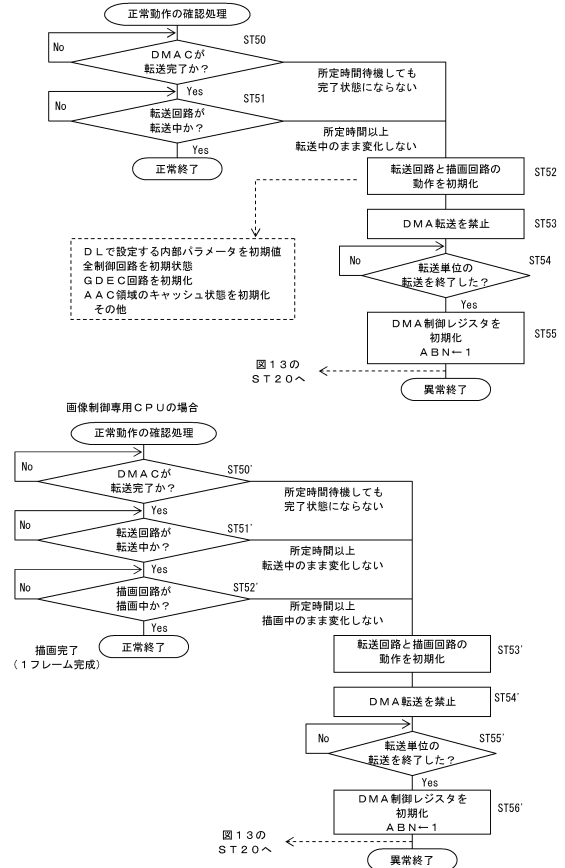 正常動作の確認処理
ST50
No
DMACが
転送完了か?
所定時間待機しても
完了状態にならない
Yes
ST51
No
転送回路が
転送中か?
所定時間以上
転送中のまま変化しない
Yes
正常終了
転送回路と描画回路の
動作を初期化
ST52
DMA転送を禁止
ST53
DLで設定する内部パラメータを初期値
全制御回路を初期状態
GDEC回路を初期化
AAC領域のキャッシュ状態を初期化
その他
No
転送単位の
転送を終了した?
ST54
Yes
DMA制御レジスタを
初期化
ABN←1
ST55
図13の
ST20へ
異常終了
画像制御専用CPUの場合
正常動作の確認処理
No
DMACが
転送完了か?
ST50'
所定時間待機しても
完了状態にならない
Yes
No
転送回路が
転送中か?
ST51'
所定時間以上
転送中のまま変化しない
Yes
No
描画回路が
描画中か?
ST52'
所定時間以上
描画中のまま変化しない
Yes
描画完了
(1フレーム完成)
正常終了
転送回路と描画回路の
動作を初期化
ST53'
DMA転送を禁止
ST54'
No
転送単位の
転送を終了した?
ST55'
Yes
DMA制御レジスタを
初期化
ABN←1
ST56'
図13の
ST20へ
異常終了